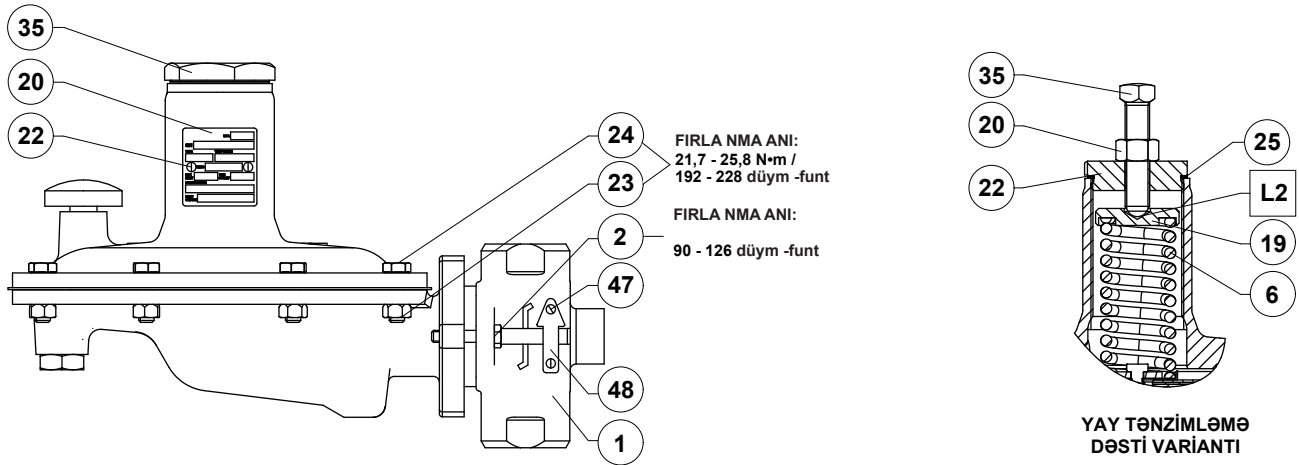 35
20
22
24
23
2
47
48
1
FIRLA NMA ANI:
21,7 - 25,8 N•m /
192 - 228 düym -funt
FIRLA NMA ANI:
90 - 126 düym -funt
35
20
22
25
L2
19
6
YAY TƏNZİMLƏMƏ
DƏSTİ VARİANTI